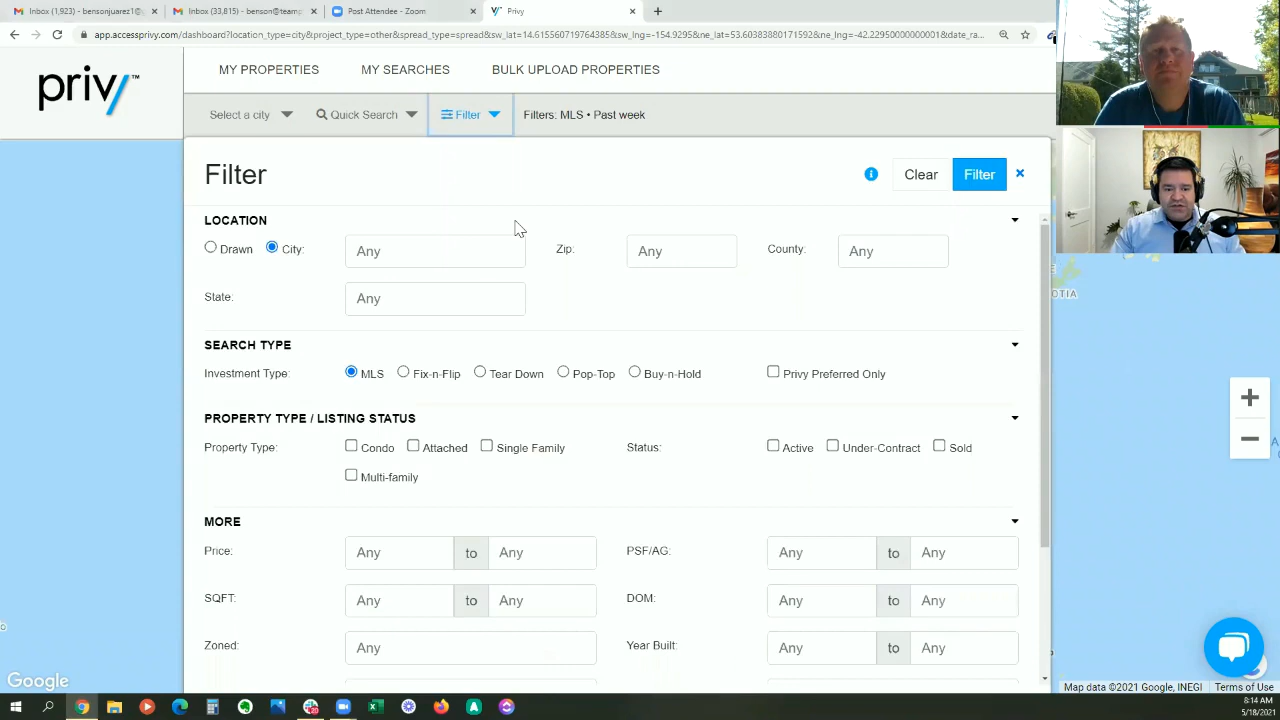 Inbox (1,923) - bensonjuarez1@g
Inbox (33,815) - benson@teamp
Post Attendee - Zoom
Privy
app.accessprivy.com/dashboard?location_type=city&project_type=other&spread_type=spread&sw_lat=14.615560713764385&sw_lng=-154.9295&ne_lat=53.60383880171592&ne_lng=-42.22950000000001&date_ra...
privy™
MY PROPERTIES
MY SEARCHES
BULK UPLOAD PROPERTIES
Select a city
Quick Search
Filter
Filters: MLS • Past week
Filter
Clear
Filter
LOCATION
Drawn
City:
Any
Zip:
Any
County:
Any
State:
Any
SEARCH TYPE
Investment Type:
MLS
Fix-n-Flip
Tear Down
Pop-Top
Buy-n-Hold
Privy Preferred Only
PROPERTY TYPE / LISTING STATUS
Property Type:
Condo
Attached
Single Family
Status:
Active
Under-Contract
Sold
Multi-family
MORE
Price:
Any
to
Any
PSF/AG:
Any
to
Any
SQFT:
Any
to
Any
DOM:
Any
to
Any
Zoned:
Any
Year Built:
Any
to
Any
OTIA
Google
Map data ©2021 Google, INEGI
Terms of Use
8:14 AM
5/18/2021